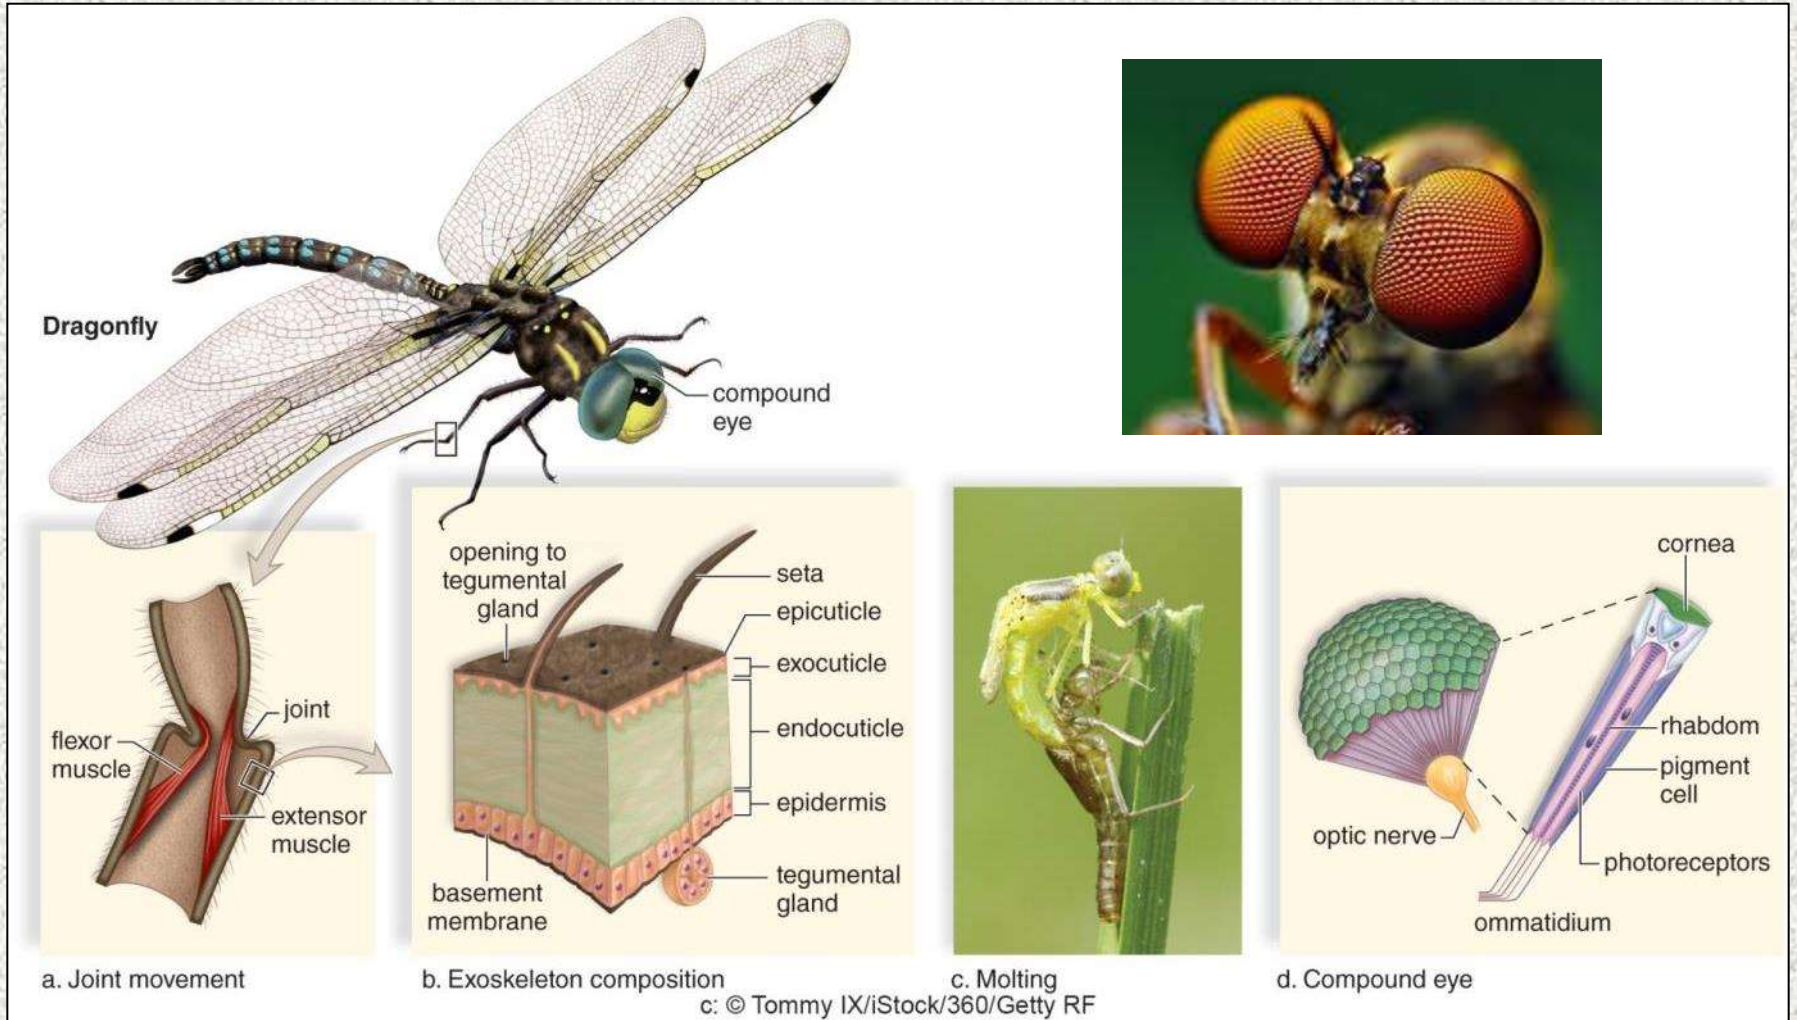 Dragonfly
compound
eye
flexor
muscle
joint
extensor
muscle
a. Joint movement
opening to
tegumental
gland
seta
epicuticle
exocuticle
endocuticle
epidermis
basement
membrane
tegumental
gland
b. Exoskeleton composition
c. Molting
cornea
rhabdom
pigment
cell
optic nerve
photoreceptors
ommatidium
d. Compound eye
c: © Tommy IX/iStock/360/Getty RF